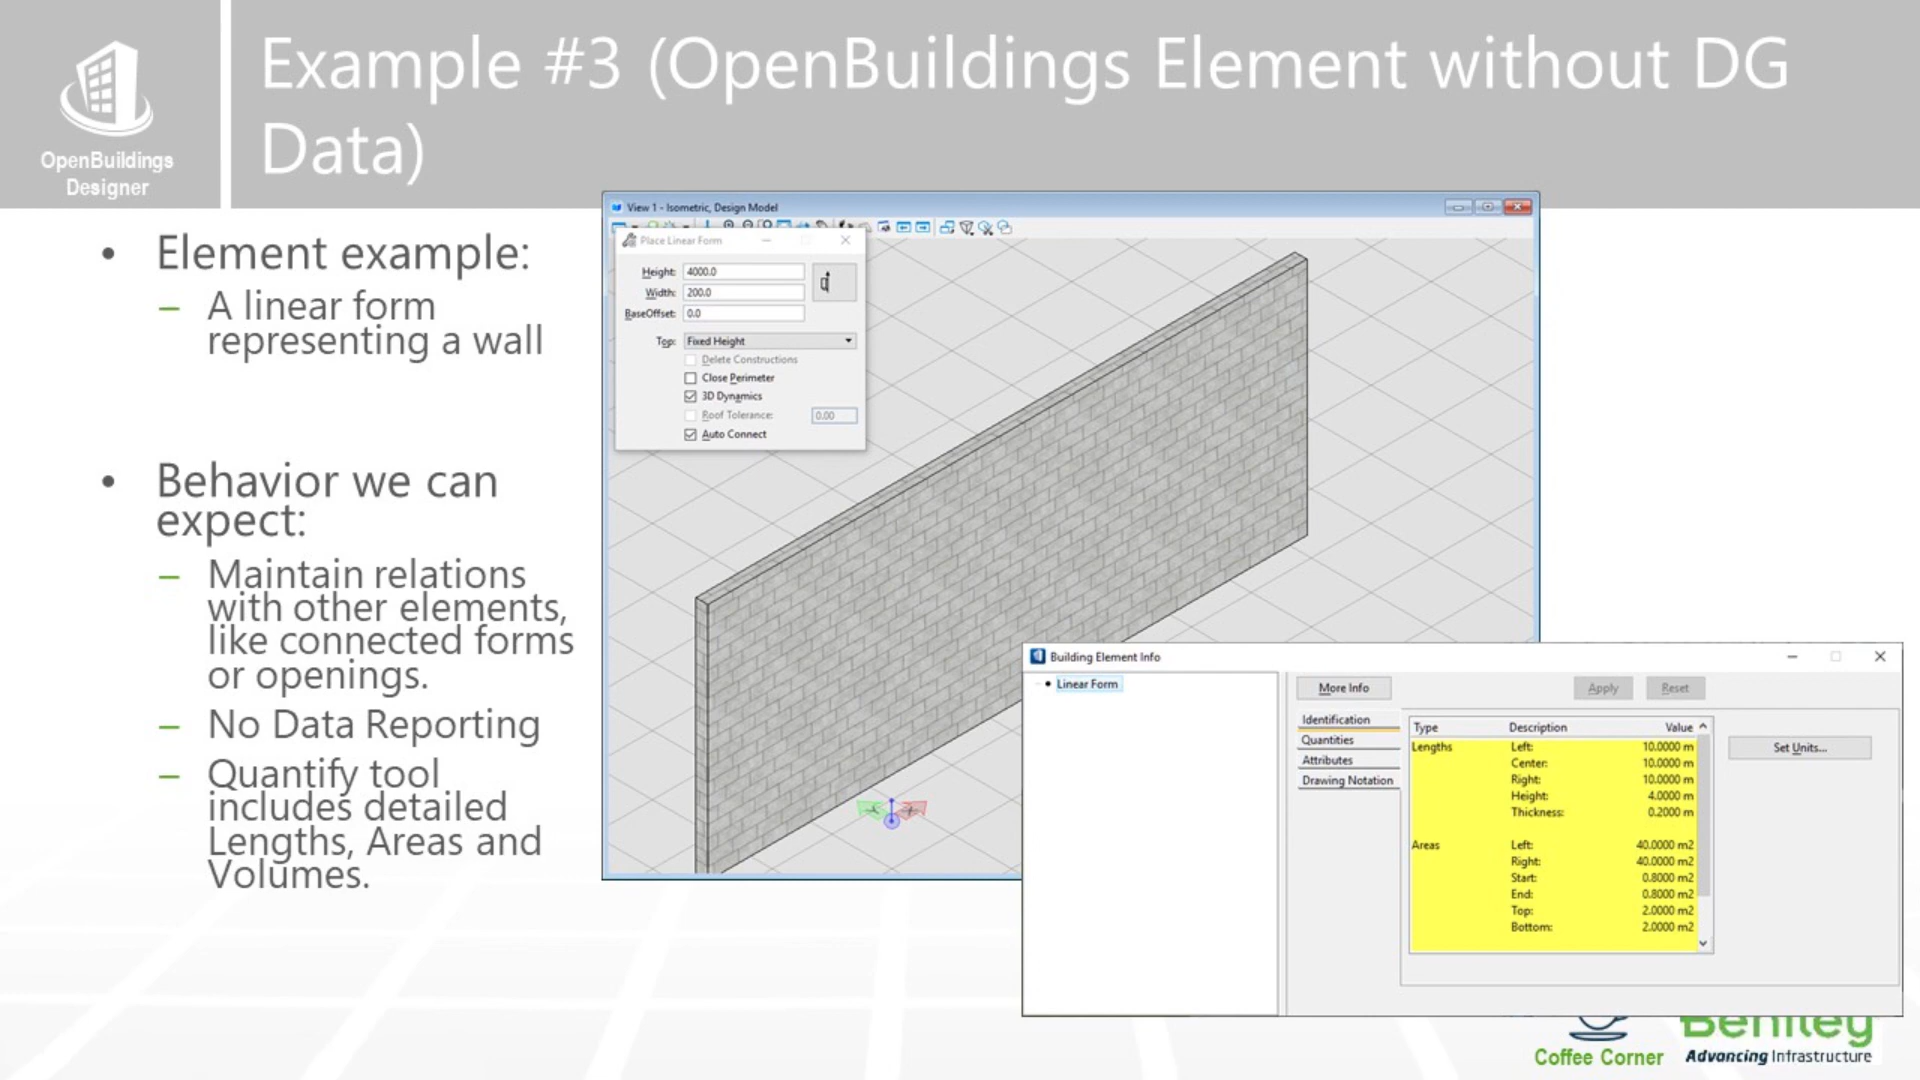 OpenBuildings
Designer
Example #3 (OpenBuildings Element without DG
Data)
• Element example:
– A linear form
representing a wall
• Behavior we can
expect:
– Maintain relations
with other elements,
like connected forms
or openings.
– No Data Reporting
– Quantify tool
includes detailed
Lengths, Areas and
Volumes.
View 1 - Isometric, Design Model
Place Linear Form
Height: 4000.0
Width: 200.0
BaseOffset: 0.0
Top: Fixed Height
Delete Constructions
Close Perimeter
3D Dynamics
Roof Tolerance: 0.00
Auto Connect
Building Element Info
Linear Form
More Info Apply Reset
Identification
Quantities
Attributes
Drawing Notation
Type Description Value
Lengths Left: 10.0000 m
Center: 10.0000 m
Right: 10.0000 m
Height: 4.0000 m
Thickness: 0.2000 m
Areas Left: 40.0000 m2
Right: 40.0000 m2
Start: 0.8000 m2
End: 0.8000 m2
Top: 2.0000 m2
Bottom: 2.0000 m2
Set Units...
Coffee Corner
Bentley
Advancing Infrastructure